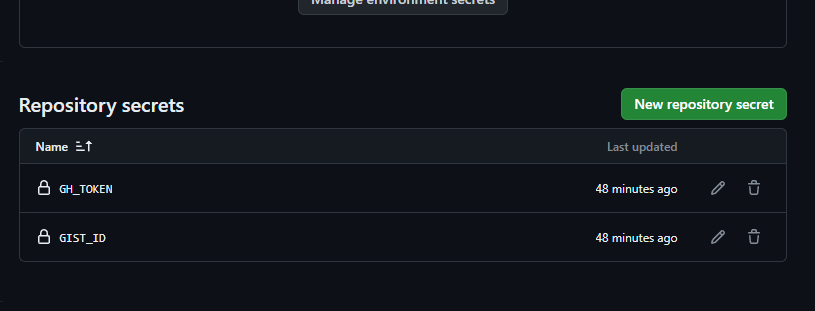 Manage environment secrets
Repository secrets
New repository secret
Name
Last updated
GH_TOKEN
48 minutes ago
GIST_ID
48 minutes ago